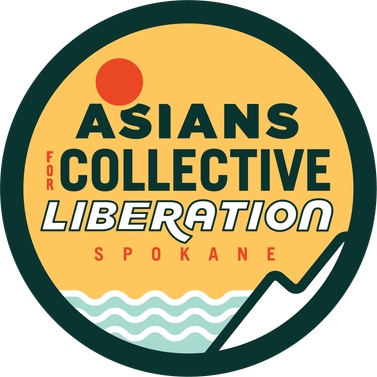 ASIANS
FOR COLLECTIVE
LIBERATION
SPOKANE